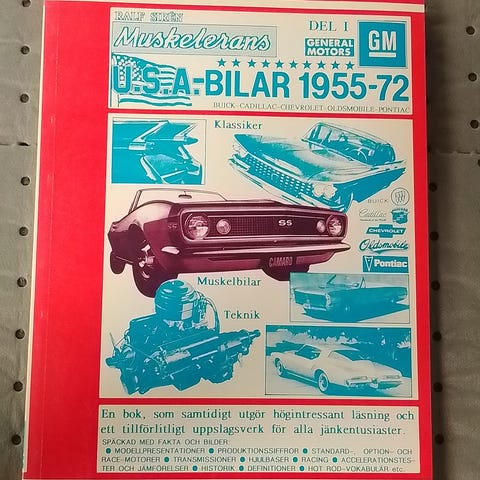 RALF SIRÉN
DEL I
Muskelerans
GENERAL
MOTORS
GM
U.S.A.-BILAR 1955-72
BUICK-CADILLAC-CHEVROLET-OLDSMOBILE-PONTIAC
Klassiker
BUICK
Cadillac
CHEVROLET
Oldsmobile
Pontiac
SS
CAMARO
Muskelbilar
Teknik
En bok, som samtidigt utgör högintressant läsning och
ett tillförlitligt uppslagsverk för alla jänkentusiaster.
SPÄCKAD MED FAKTA OCH BILDER:
● MODELLPRESENTATIONER ● PRODUKTIONSSIFFROR ● STANDARD-, OPTION- OCH
RACE-MOTORER ● TRANSMISSIONER ● HJULBASER ● RACING ● ACCELERATIONSTES-
TER OCH JÄMFÖRELSER ● HISTORIK ● DEFINITIONER ● HOT ROD-VOKABULÄR etc.